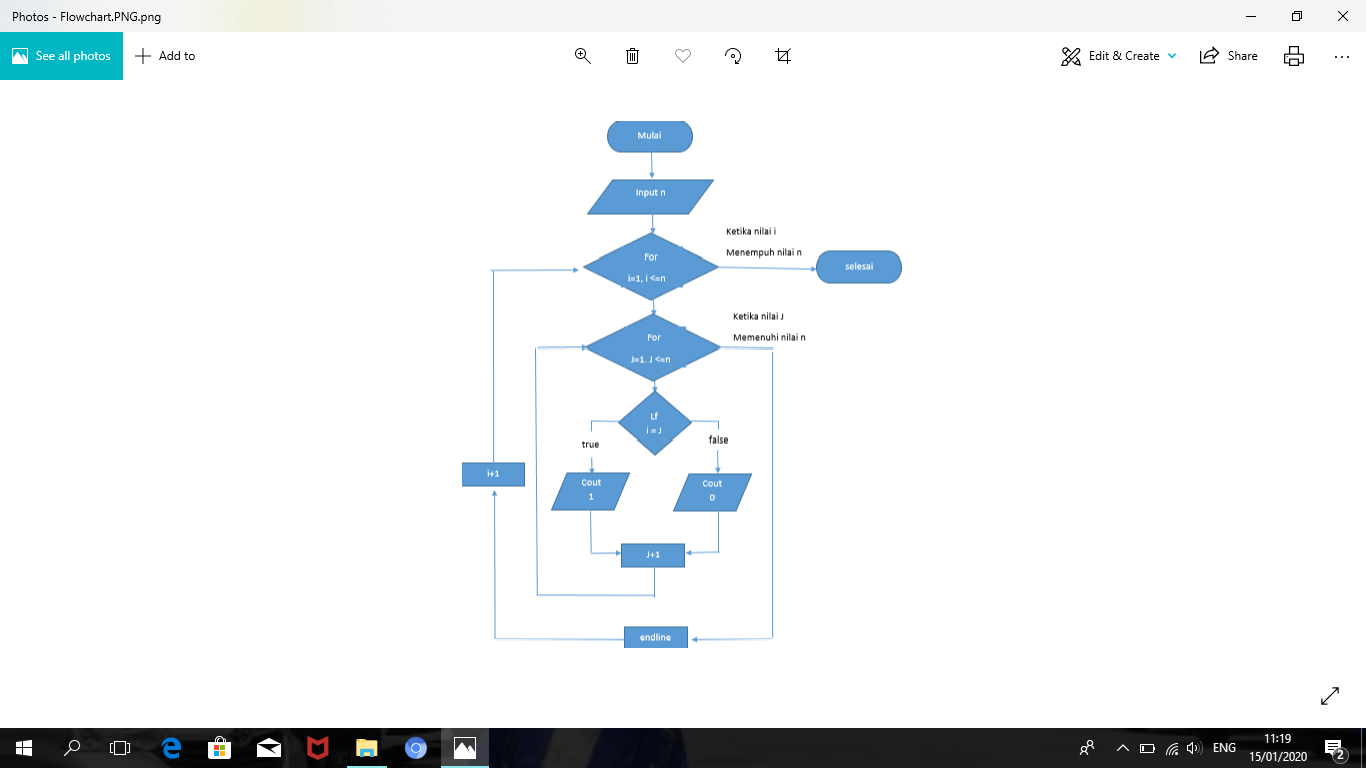 Photos - Flowchart.PNG.png
See all photos
Add to
Edit & Create
Share
Mulai
Input n
Ketika nilai i
Menempuh nilai n
For
i=1, i <=n
selesai
Ketika nilai J
Memenuhi nilai n
For
J=1. J <=n
Lf
i = J
true
false
i+1
Cout
1
Cout
0
J+1
endline
ENG
11:19
15/01/2020
2